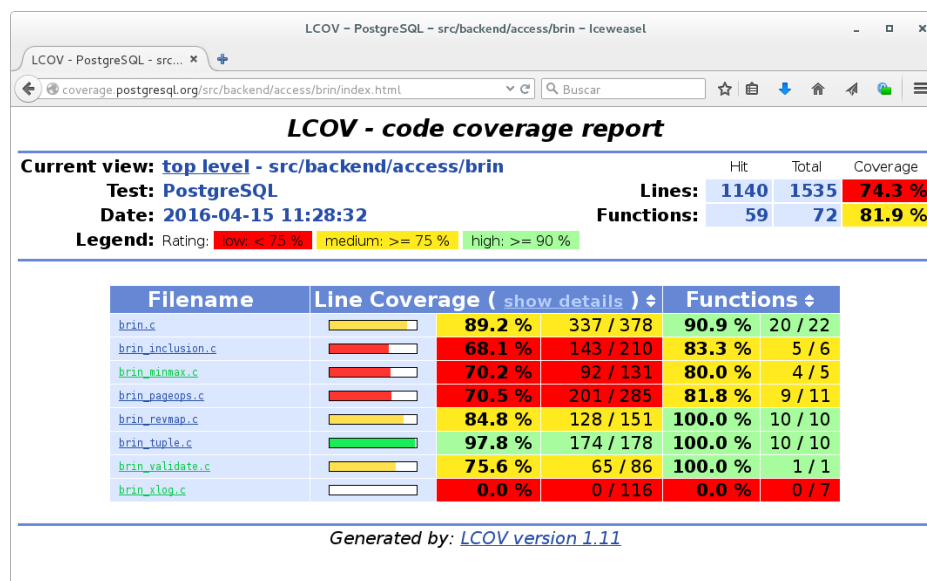 LCOV - PostgreSQL - src/backend/access/brin - Iceweasel
LCOV - PostgreSQL - src...
coverage.postgresql.org/src/backend/access/brin/index.html
Buscar
LCOV - code coverage report
Current view: top level - src/backend/access/brin Hit Total Coverage
Test: PostgreSQL Lines: 1140 1535 74.3 %
Date: 2016-04-15 11:28:32 Functions: 59 72 81.9 %
Legend: Rating: low: < 75 % medium: >= 75 % high: >= 90 %
Filename Line Coverage ( show details ) Functions
brin.c 89.2 % 337 / 378 90.9 % 20 / 22
brin_inclusion.c 68.1 % 143 / 210 83.3 % 5 / 6
brin_minmax.c 70.2 % 92 / 131 80.0 % 4 / 5
brin_pageops.c 70.5 % 201 / 285 81.8 % 9 / 11
brin_revmap.c 84.8 % 128 / 151 100.0 % 10 / 10
brin_tuple.c 97.8 % 174 / 178 100.0 % 10 / 10
brin_validate.c 75.6 % 65 / 86 100.0 % 1 / 1
brin_xlog.c 0.0 % 0 / 116 0.0 % 0 / 7
Generated by: LCOV version 1.11